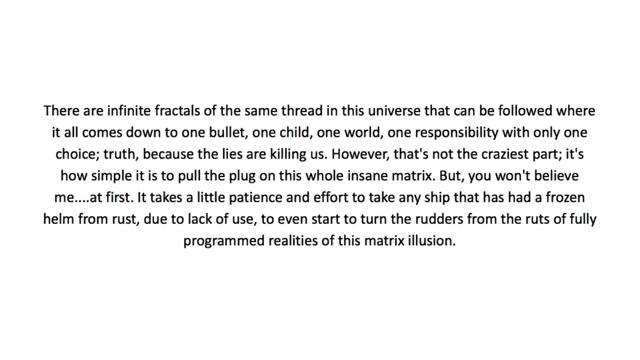 There are infinite fractals of the same thread in this universe that can be followed where
it all comes down to one bullet, one child, one world, one responsibility with only one
choice; truth, because the lies are killing us. However, that's not the craziest part; it's
how simple it is to pull the plug on this whole insane matrix. But, you won't believe
me....at first. It takes a little patience and effort to take any ship that has had a frozen
helm from rust, due to lack of use, to even start to turn the rudders from the ruts of fully
programmed realities of this matrix illusion.